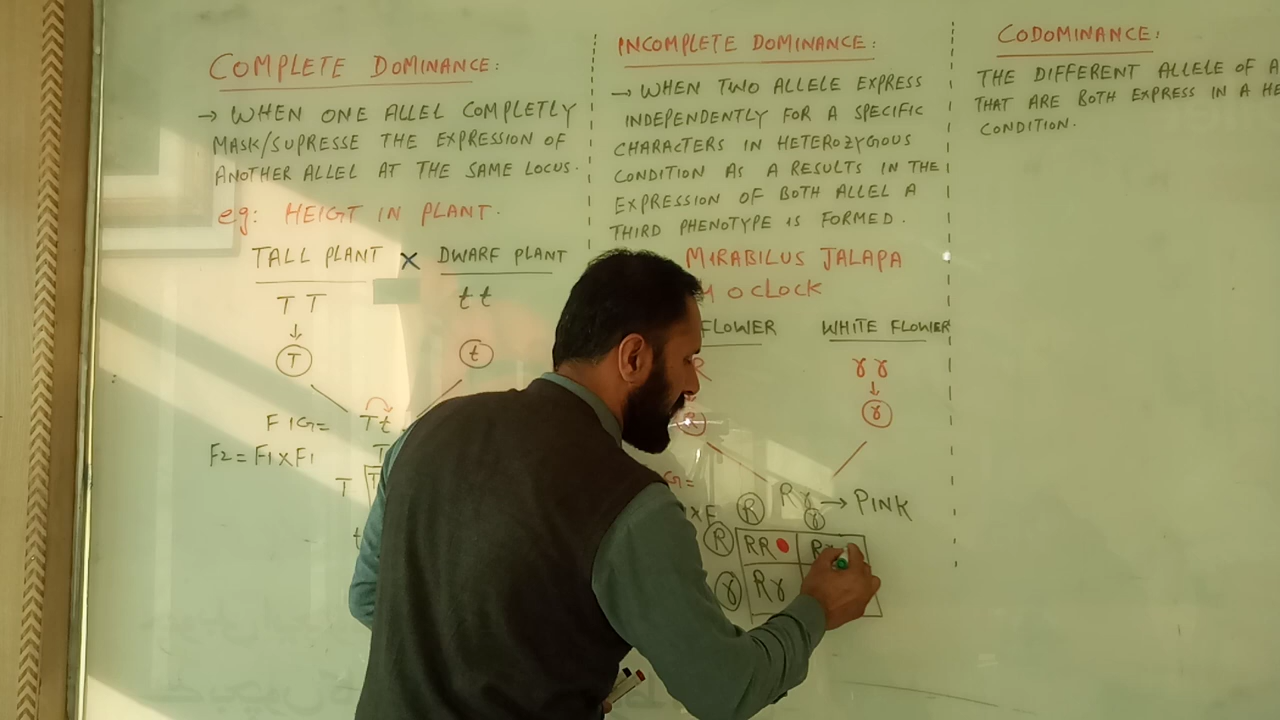 COMPLETE DOMINANCE:
→ WHEN ONE ALLEL COMPLETLY
MASK/SUPRESSE THE EXPRESSION OF
ANOTHER ALLEL AT THE SAME LOCUS.
eg: HEIGT IN PLANT.
TALL PLANT × DWARF PLANT
TT tt
↓
T t
F1G= Tt
F2= F1×F1
T
T T
t
INCOMPLETE DOMINANCE:
→ WHEN TWO ALLELE EXPRESS
INDEPENDENTLY FOR A SPECIFIC
CHARACTERS IN HETEROZYGOUS
CONDITION AS A RESULTS IN THE
EXPRESSION OF BOTH ALLEL A
THIRD PHENOTYPE IS FORMED.
MIRABILUS JALAPA
O CLOCK
FLOWER WHITE FLOWER
R rr
↓
R r
G=
Rr → PINK
×F R r
R RR R
r Rr
CODOMINANCE:
THE DIFFERENT ALLELE OF A
THAT ARE BOTH EXPRESS IN A HE
CONDITION.